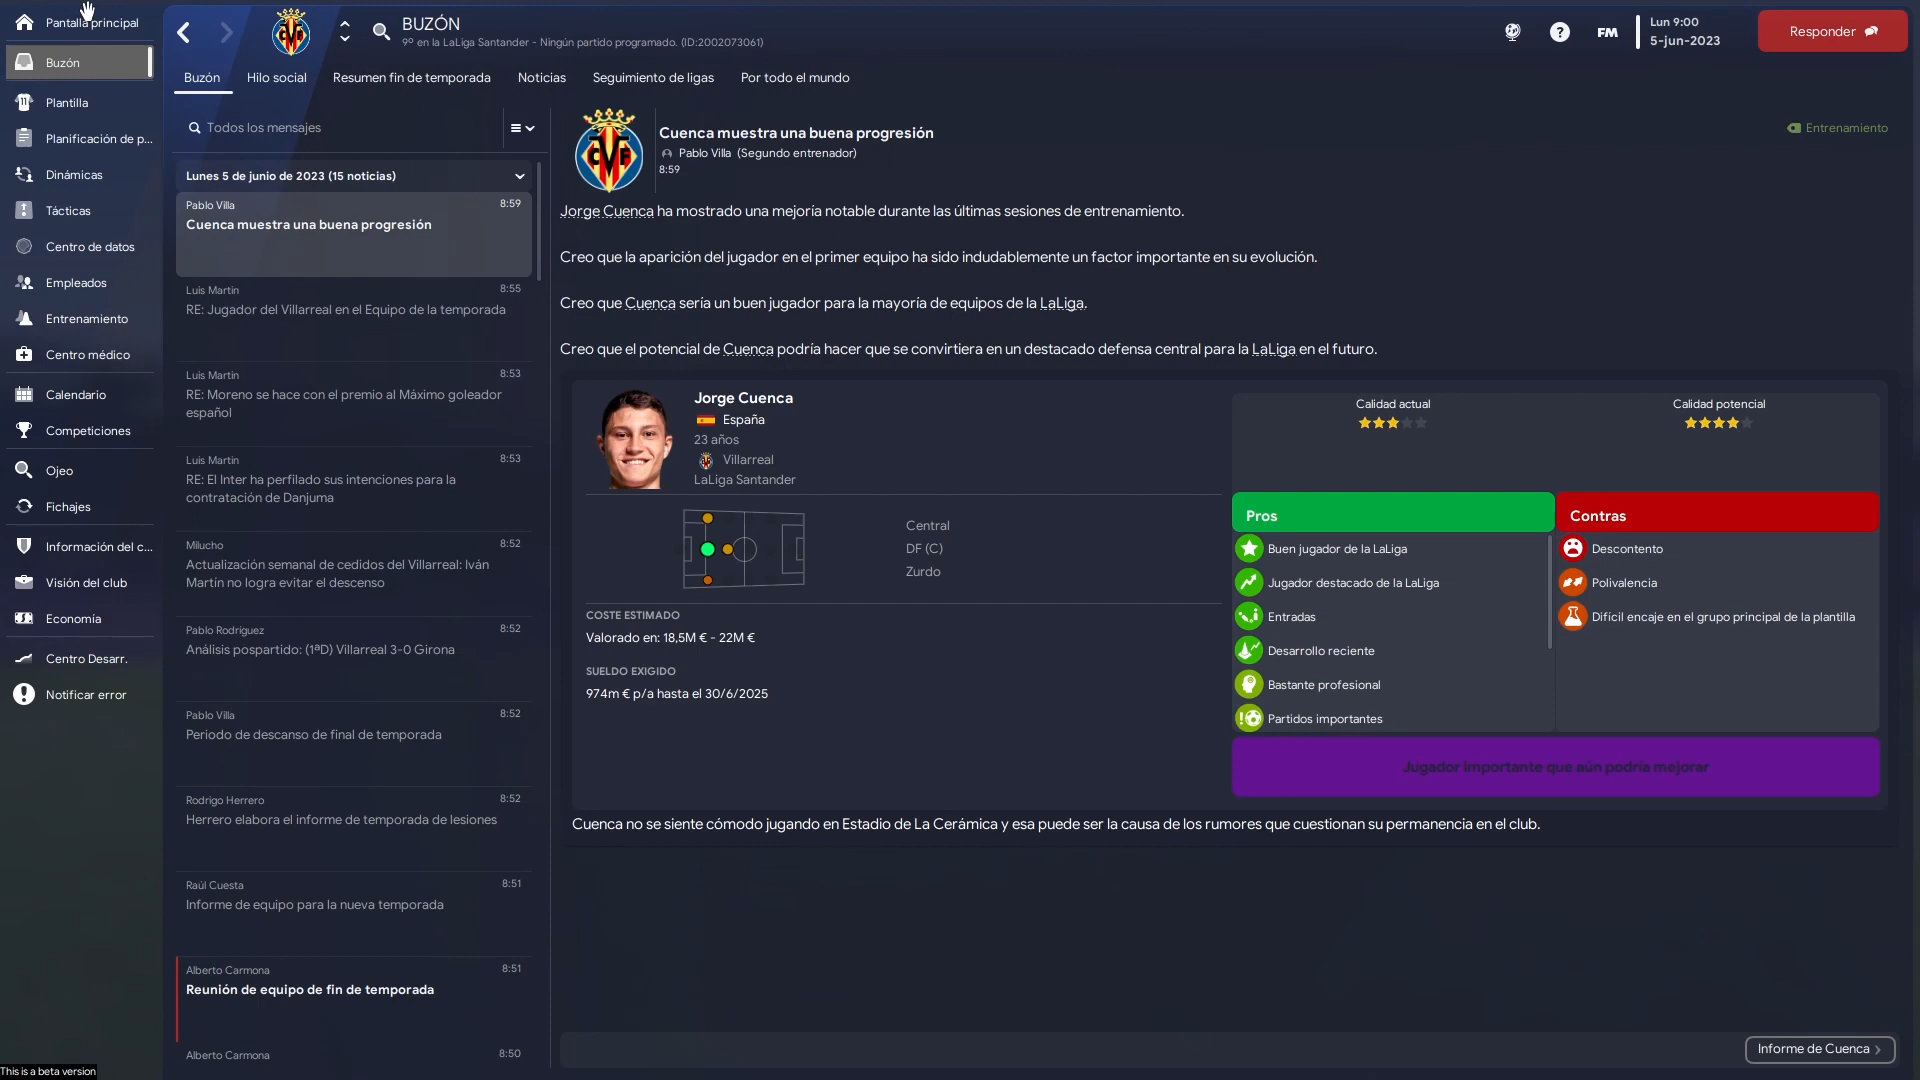 Pantalla principal
Buzón
Plantilla
Planificación de p...
Dinámicas
Tácticas
Centro de datos
Empleados
Entrenamiento
Centro médico
Calendario
Competiciones
Ojeo
Fichajes
Información del c...
Visión del club
Economía
Centro Desarr.
Notificar error
This is a beta version
BUZÓN
9º en la LaLiga Santander - Ningún partido programado. (ID:2002073061)
FM
Lun 9:00
5-jun-2023
Responder
Buzón Hilo social Resumen fin de temporada Noticias Seguimiento de ligas Por todo el mundo
Todos los mensajes
Lunes 5 de junio de 2023 (15 noticias)
Pablo Villa 8:59
Cuenca muestra una buena progresión
Luis Martin 8:55
RE: Jugador del Villarreal en el Equipo de la temporada
Luis Martin 8:53
RE: Moreno se hace con el premio al Máximo goleador
español
Luis Martin 8:53
RE: El Inter ha perfilado sus intenciones para la
contratación de Danjuma
Milucho 8:52
Actualización semanal de cedidos del Villarreal: Iván
Martín no logra evitar el descenso
Pablo Rodríguez 8:52
Análisis pospartido: (1ªD) Villarreal 3-0 Girona
Pablo Villa 8:52
Periodo de descanso de final de temporada
Rodrigo Herrero 8:52
Herrero elabora el informe de temporada de lesiones
Raúl Cuesta 8:51
Informe de equipo para la nueva temporada
Alberto Carmona 8:51
Reunión de equipo de fin de temporada
Alberto Carmona 8:50
Cuenca muestra una buena progresión
Pablo Villa (Segundo entrenador)
8:59
Entrenamiento
Jorge Cuenca ha mostrado una mejoría notable durante las últimas sesiones de entrenamiento.
Creo que la aparición del jugador en el primer equipo ha sido indudablemente un factor importante en su evolución.
Creo que Cuenca sería un buen jugador para la mayoría de equipos de la LaLiga.
Creo que el potencial de Cuenca podría hacer que se convirtiera en un destacado defensa central para la LaLiga en el futuro.
Jorge Cuenca
España
23 años
Villarreal
LaLiga Santander
Central
DF (C)
Zurdo
COSTE ESTIMADO
Valorado en: 18,5M € - 22M €
SUELDO EXIGIDO
974m € p/a hasta el 30/6/2025
Calidad actual
Calidad potencial
Pros
Buen jugador de la LaLiga
Jugador destacado de la LaLiga
Entradas
Desarrollo reciente
Bastante profesional
Partidos importantes
Contras
Descontento
Polivalencia
Difícil encaje en el grupo principal de la plantilla
Jugador importante que aún podría mejorar
Cuenca no se siente cómodo jugando en Estadio de La Cerámica y esa puede ser la causa de los rumores que cuestionan su permanencia en el club.
Informe de Cuenca